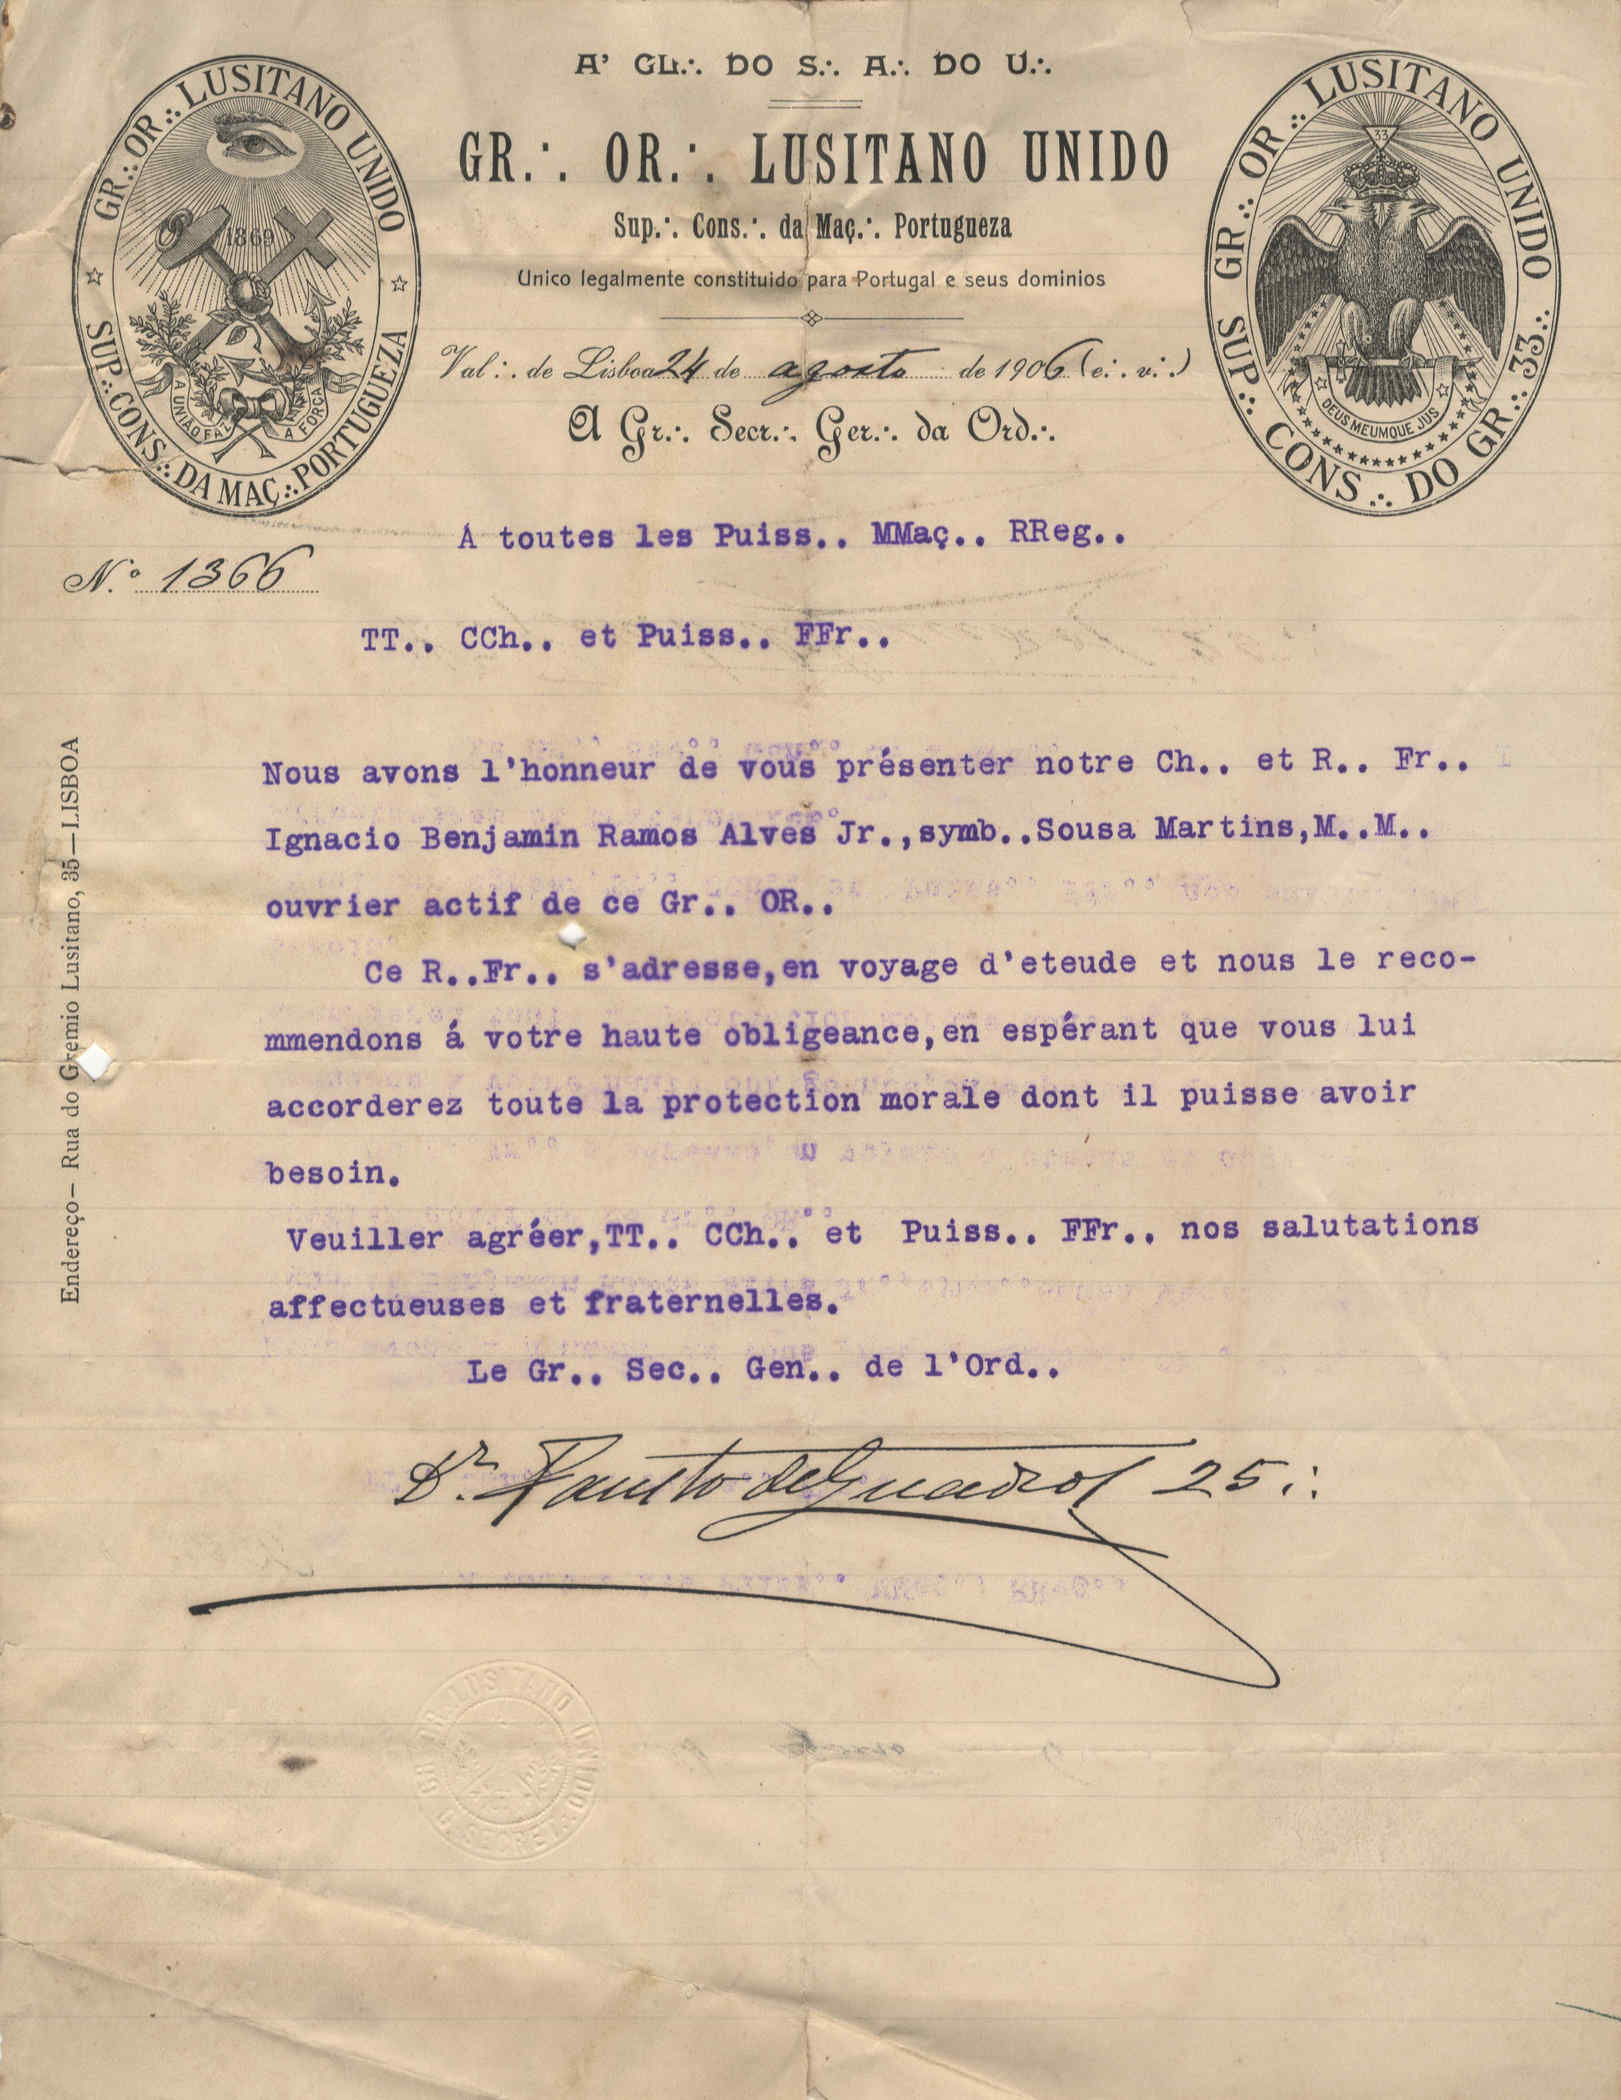 A' GL∴ DO S∴ A∴ DO U∴
GR∴ OR∴ LUSITANO UNIDO
Sup∴ Cons∴ da Maç∴ Portugueza
Unico legalmente constituido para Portugal e seus dominios
Val∴ de Lisboa 24 de agosto de 1906 (e∴ v∴)
A Gr∴ Secr∴ Ger∴ da Ord∴
GR∴ OR∴ LUSITANO UNIDO
SUP∴ CONS∴ DA MAÇ∴ PORTUGUEZA
1869
A UNIÃO FAZ A FORÇA
GR∴ OR∴ LUSITANO UNIDO
SUP∴ CONS∴ DO GR∴ 33∴
33
DEUS MEUMQUE JUS
A toutes les Puiss.. MMaç.. RReg..
N.º 1366
TT.. CCh.. et Puiss.. FFr..
Nous avons l'honneur de vous présenter notre Ch.. et R.. Fr..
Ignacio Benjamin Ramos Alves Jr.,symb..Sousa Martins,M..M..
ouvrier actif de ce Gr.. OR..
Ce R..Fr.. s'adresse,en voyage d'eteude et nous le reco-
mmendons á votre haute obligeance,en espérant que vous lui
accorderez toute la protection morale dont il puisse avoir
besoin.
Veuiller agréer,TT.. CCh.. et Puiss.. FFr.. nos salutations
affectueuses et fraternelles.
Le Gr.. Sec.. Gen.. de l'Ord..
Dr. Fausto de Quadros 25∴
Endereço— Rua do Gremio Lusitano, 35—LISBOA
GR OR LUSITANO UNIDO
G. SECRET